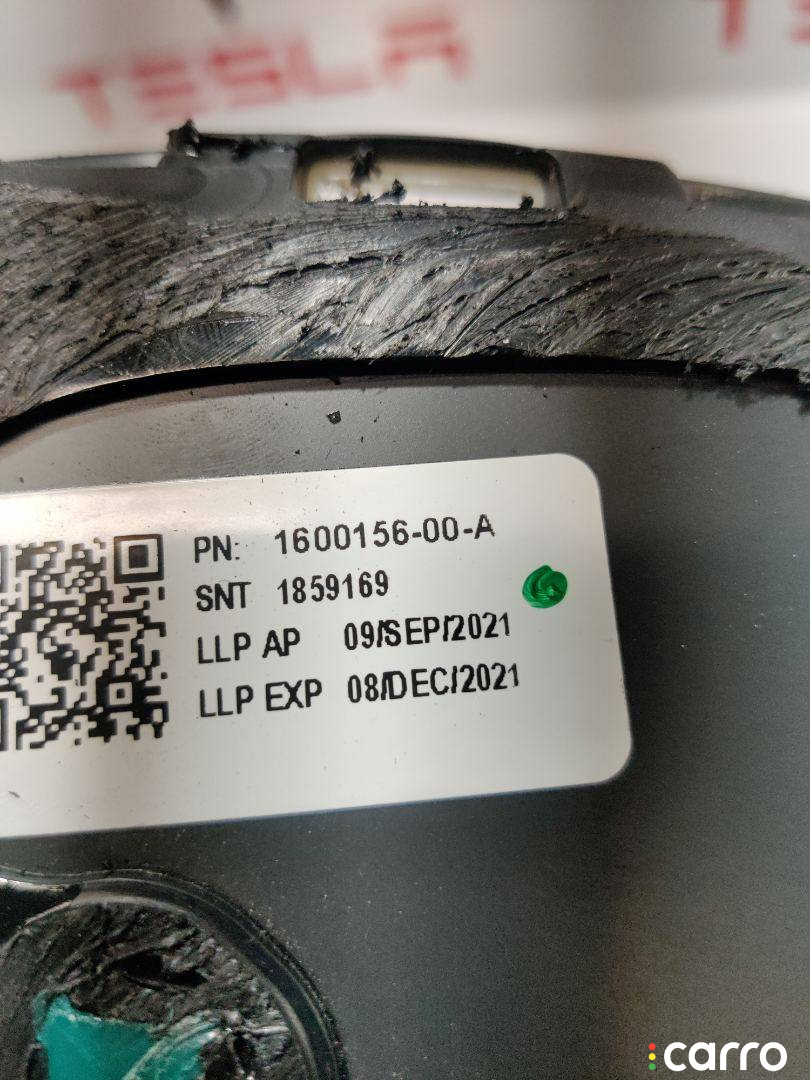 TESLA
PN: 1600156-00-A
SNT 1859169
LLP AP 09/SEP/2021
LLP EXP 08/DEC/2021
carro